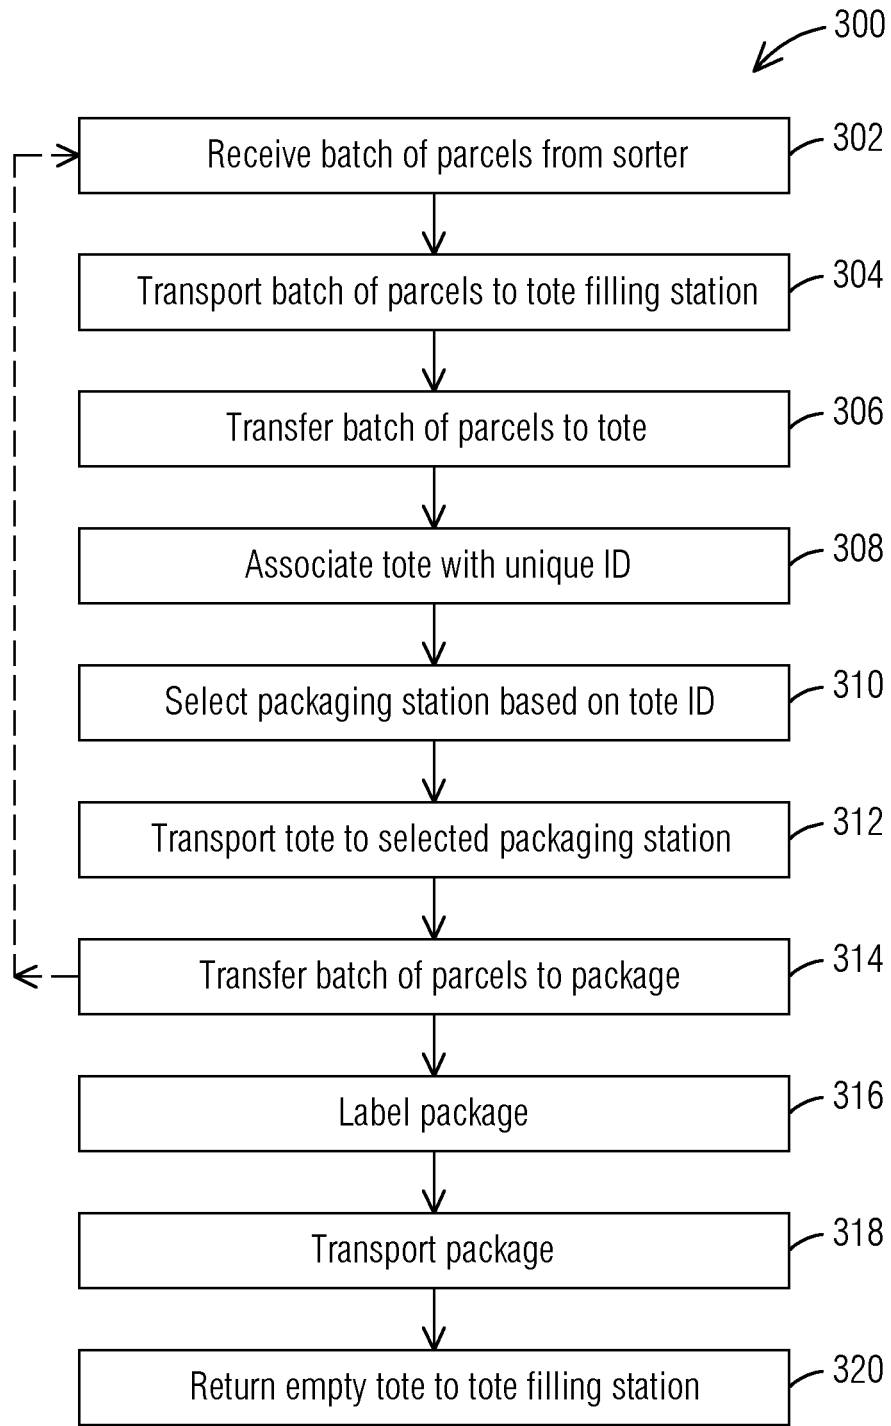 300
Receive batch of parcels from sorter
302
Transport batch of parcels to tote filling station
304
Transfer batch of parcels to tote
306
Associate tote with unique ID
308
Select packaging station based on tote ID
310
Transport tote to selected packaging station
312
Transfer batch of parcels to package
314
Label package
316
Transport package
318
Return empty tote to tote filling station
320